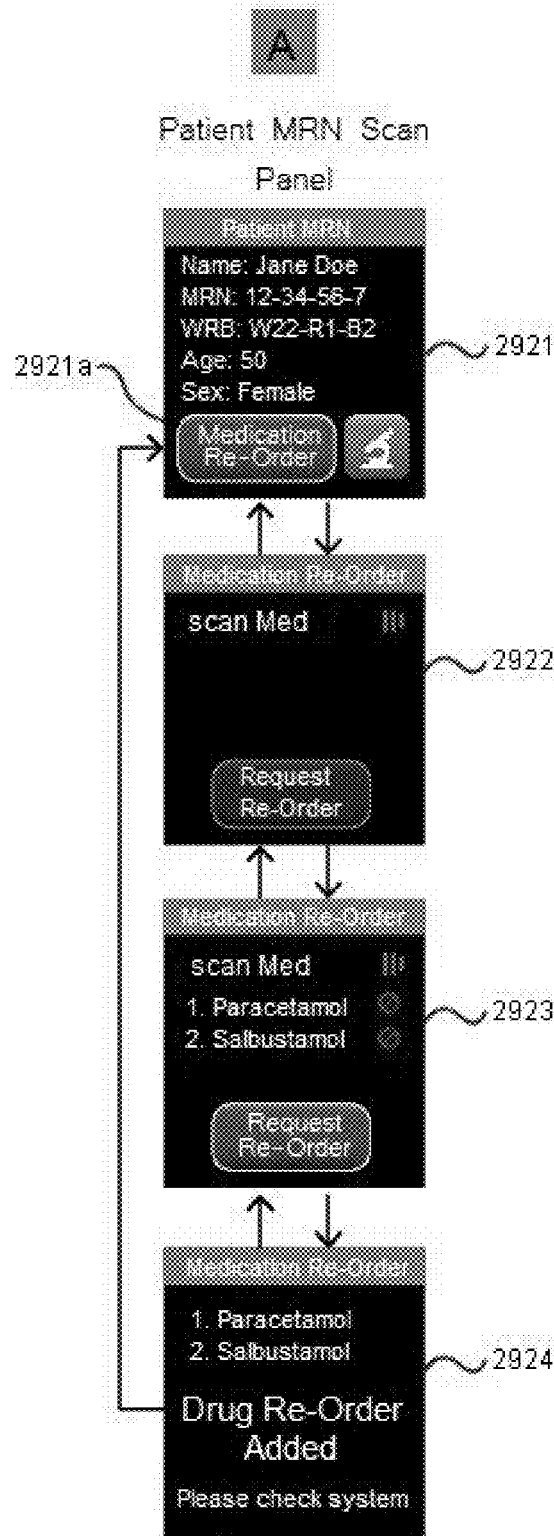 A
Patient MRN Scan
Panel
Patient MRN
Name: Jane Doe
MRN: 12-34-56-7
WRB: W22-R1-B2
Age: 50
Sex: Female
2921
2921a
Medication
Re-Order
Medication Re-Order
scan Med
2922
Request
Re-Order
Medication Re-Order
scan Med
1. Paracetamol
2. Salbustamol
2923
Request
Re-Order
Medication Re-Order
1. Paracetamol
2. Salbustamol
2924
Drug Re-Order
Added
Please check system